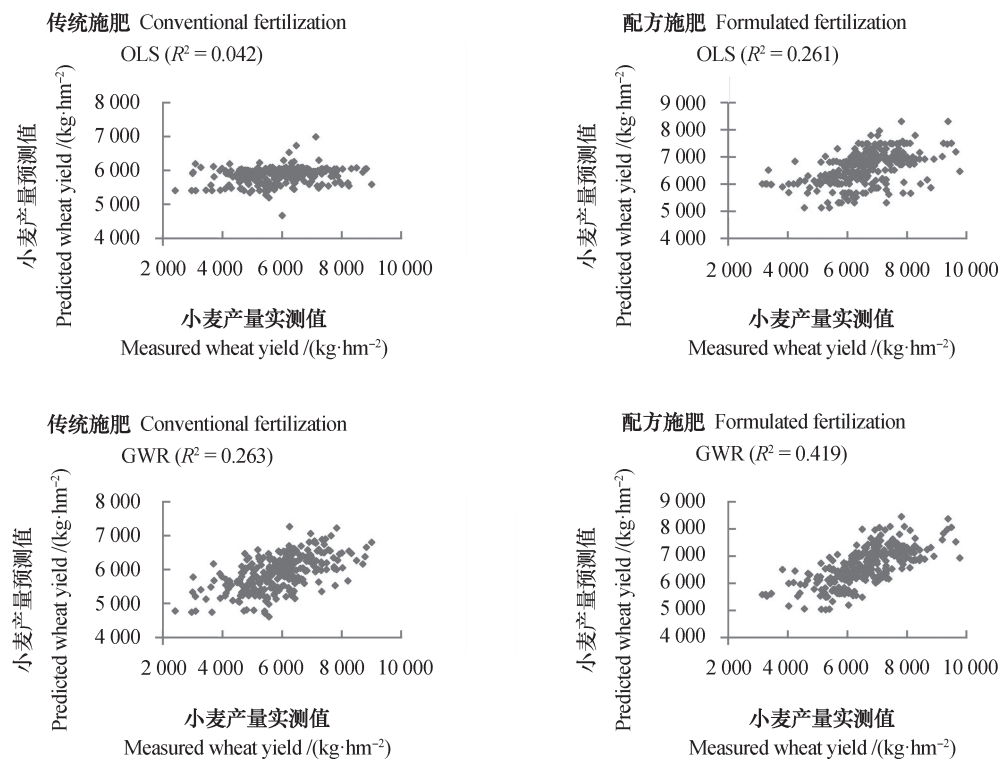 传统施肥 Conventional fertilization
OLS (R² = 0.042)
小麦产量预测值
Predicted wheat yield /(kg·hm⁻²)
8 000
7 000
6 000
5 000
4 000
2 000 4 000 6 000 8 000 10 000
小麦产量实测值
Measured wheat yield /(kg·hm⁻²)
配方施肥 Formulated fertilization
OLS (R² = 0.261)
小麦产量预测值
Predicted wheat yield /(kg·hm⁻²)
9 000
8 000
7 000
6 000
5 000
4 000
2 000 4 000 6 000 8 000 10 000
小麦产量实测值
Measured wheat yield /(kg·hm⁻²)
传统施肥 Conventional fertilization
GWR (R² = 0.263)
小麦产量预测值
Predicted wheat yield /(kg·hm⁻²)
8 000
7 000
6 000
5 000
4 000
2 000 4 000 6 000 8 000 10 000
小麦产量实测值
Measured wheat yield /(kg·hm⁻²)
配方施肥 Formulated fertilization
GWR (R² = 0.419)
小麦产量预测值
Predicted wheat yield /(kg·hm⁻²)
9 000
8 000
7 000
6 000
5 000
4 000
2 000 4 000 6 000 8 000 10 000
小麦产量实测值
Measured wheat yield /(kg·hm⁻²)